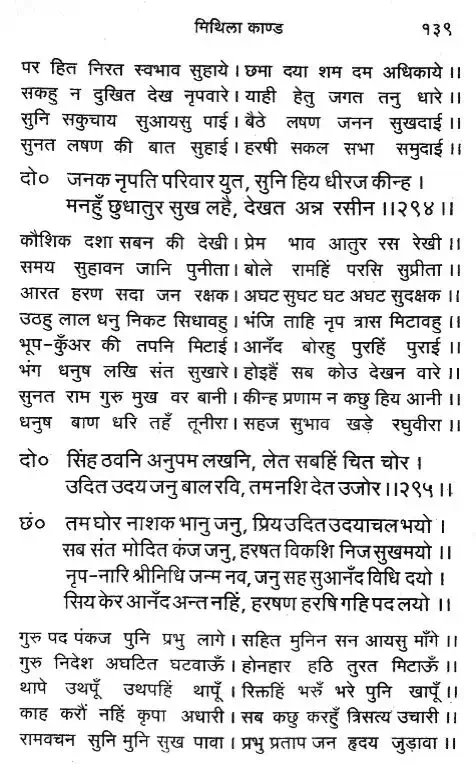 मिथिला काण्ड १३९
पर हित निरत स्वभाव सुहाये। छमा दया शम दम अधिकाये।।
सकहु न दुखित देख नृपवारे। याही हेतु जगत तनु धारे।।
सुनि सकुचाय सुआयसु पाई। बैठे लषण जनन सुखदाई।।
सुनत लषण की बात सुहाई। हरषी सकल सभा समुदाई।।
दो० जनक नृपति परिवार युत, सुनि हिय धीरज कीन्ह।
मनहुँ छुधातुर सुख लहै, देखत अन्न रसीन।।२९४।।
कौशिक दशा सबन की देखी। प्रेम भाव आतुर रस रेखी।।
समय सुहावन जानि पुनीता। बोले रामहिं परसि सुप्रीता।।
आरत हरण सदा जन रक्षक। अघट सुघट घट अघट सुदक्षक।।
उठहु लाल धनु निकट सिधावहु। भंजि ताहि नृप त्रास मिटावहु।।
भूप-कुँअर की तपनि मिटाई। आनँद बोरहु पुरहिं पुराई।।
भंग धनुष लखि संत सुखारे। होइहैं सब कोउ देखन वारे।।
सुनत राम गुरु मुख वर बानी। कीन्ह प्रणाम न कछु हिय आनी।।
धनुष बाण धरि तहँ तूनीरा। सहज सुभाव खड़े रघुवीरा।।
दो० सिंह ठवनि अनुपम लखनि, लेत सबहिं चित चोर।
उदित उदय जनु बाल रवि, तम नशि देत उजोर।।२९५।।
छं० तम घोर नाशक भानु जनु, प्रिय उदित उदयाचल भयो।
सब संत मोदित कंज जनु, हरषत विकशि निज सुखमयो।।
नृप-नारि श्रीनिधि जन्म नव, जनु सह सुआनँद विधि दयो।
सिय केर आनँद अन्त नहिं, हरषण हरषि गहि पद लयो।।
गुरु पद पंकज पुनि प्रभु लागे। सहित मुनिन सन आयसु माँगे।।
गुरु निदेश अघटित घटवाऊँ। होनहार हठि तुरत मिटाऊँ।।
थापे उथपूँ उथपहिं थापूँ। रिक्तहिं भरूँ भरे पुनि खापूँ।।
काह करौं नहिं कृपा अधारी। सब कछु करहुँ त्रिसत्य उचारी।।
रामवचन सुनि मुनि सुख पावा। प्रभु प्रताप जन हृदय जुड़ावा।।